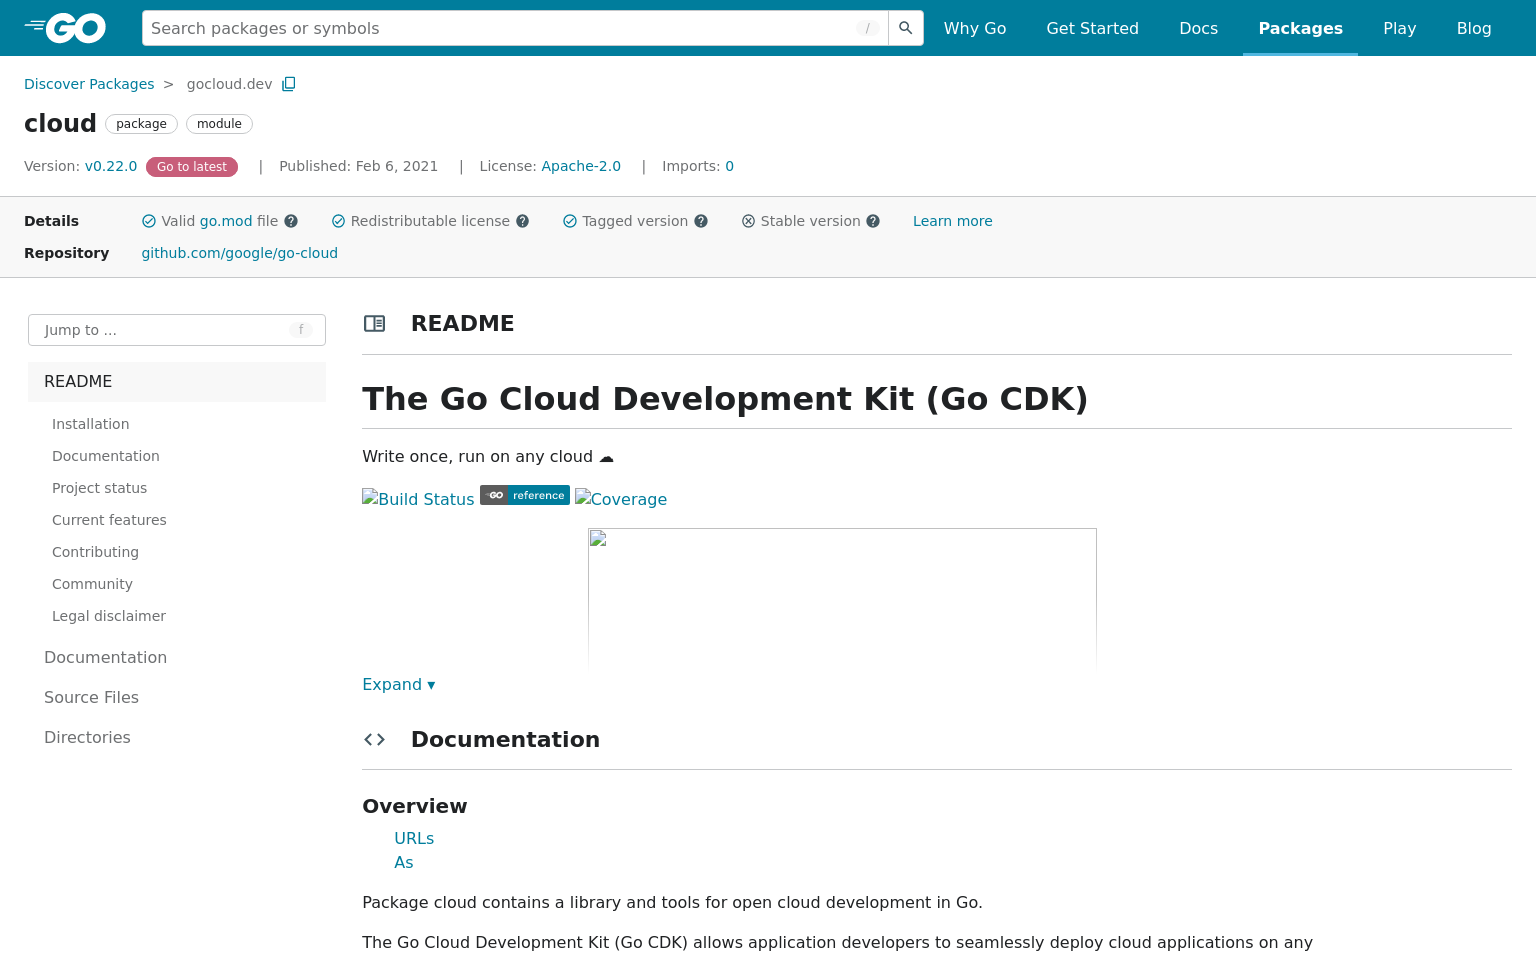 GO
Search packages or symbols /
Why Go Get Started Docs Packages Play Blog
Discover Packages > gocloud.dev
cloud package module
Version: v0.22.0 Go to latest | Published: Feb 6, 2021 | License: Apache-2.0 | Imports: 0
Details Valid go.mod file Redistributable license Tagged version Stable version Learn more
Repository github.com/google/go-cloud
Jump to ... f
README
Installation
Documentation
Project status
Current features
Contributing
Community
Legal disclaimer
Documentation
Source Files
Directories
README
The Go Cloud Development Kit (Go CDK)
Write once, run on any cloud ☁
Build Status GO reference Coverage
Expand ▾
Documentation
Overview
URLs
As
Package cloud contains a library and tools for open cloud development in Go.
The Go Cloud Development Kit (Go CDK) allows application developers to seamlessly deploy cloud applications on any